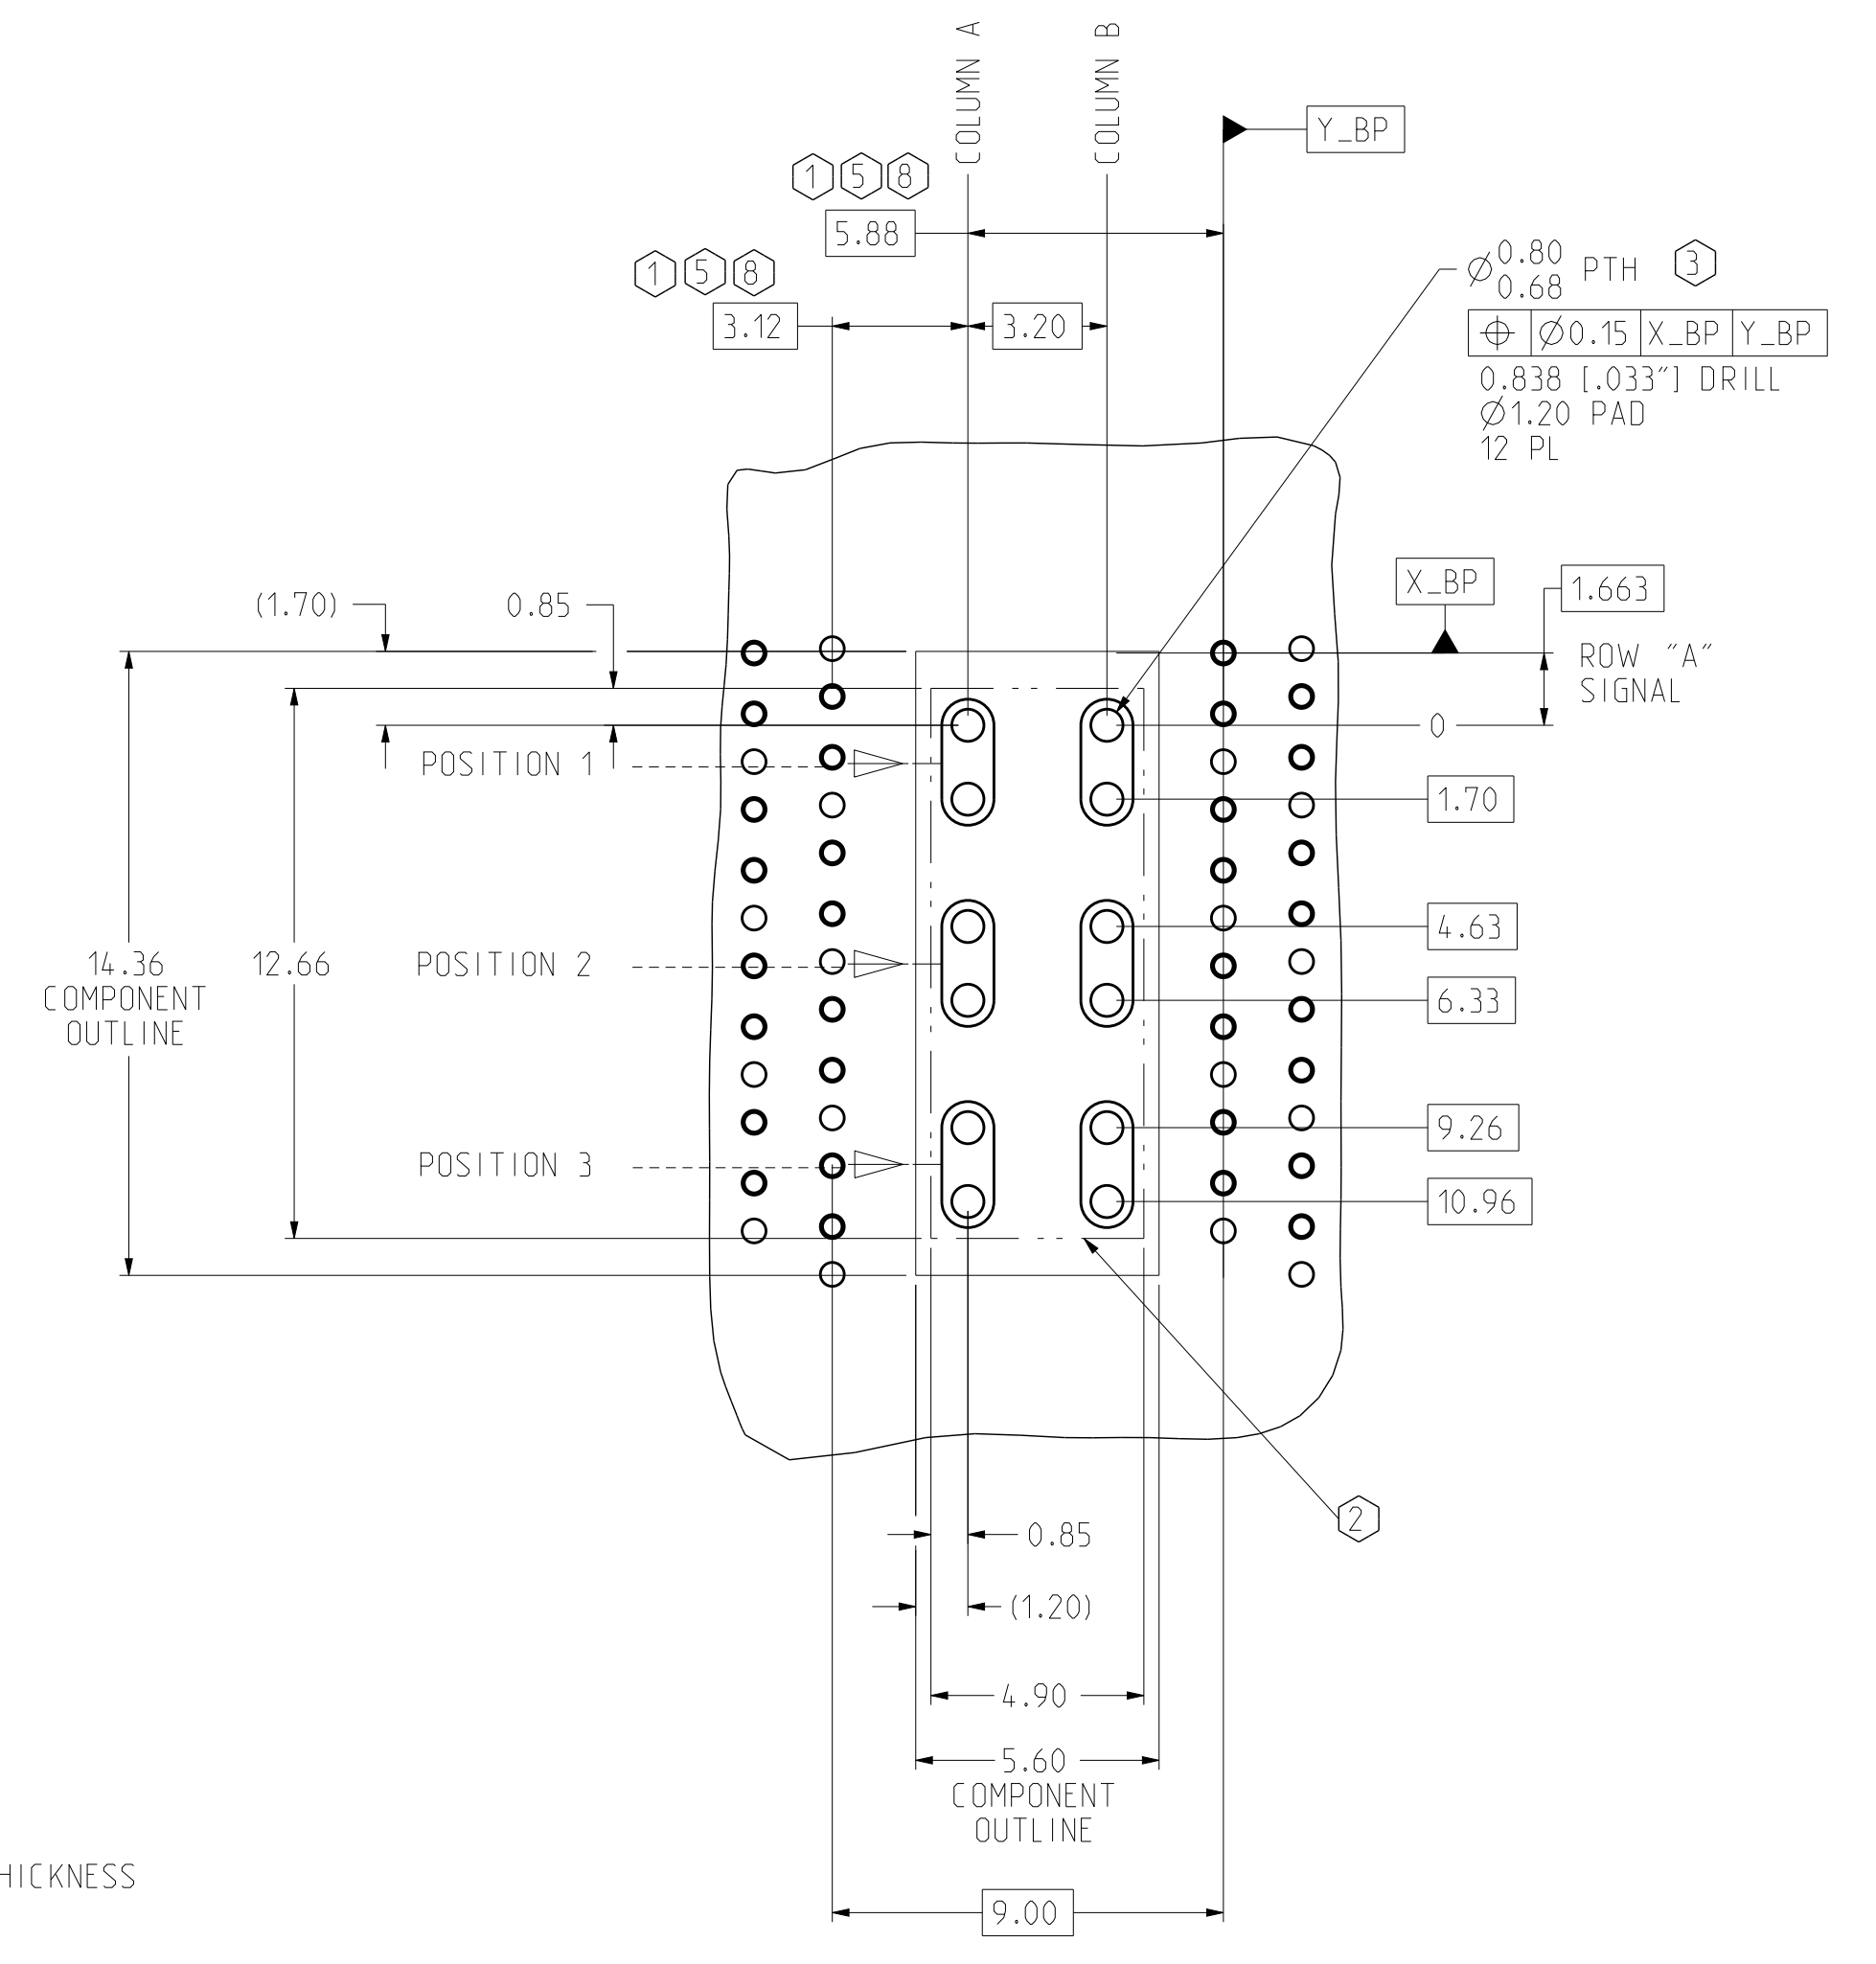 COLUMN A
COLUMN B
Y_BP
1 5 8
5.88
1 5 8
3.12
3.20
⌀0.80
0.68
PTH 3
⌖ ⌀0.15 X_BP Y_BP
0.838 [.033"] DRILL
⌀1.20 PAD
12 PL
X_BP
1.663
(1.70)
0.85
ROW "A"
SIGNAL
0
POSITION 1
1.70
4.63
14.36
COMPONENT
OUTLINE
12.66
POSITION 2
6.33
9.26
POSITION 3
10.96
2
0.85
(1.20)
4.90
5.60
COMPONENT
OUTLINE
HICKNESS
9.00